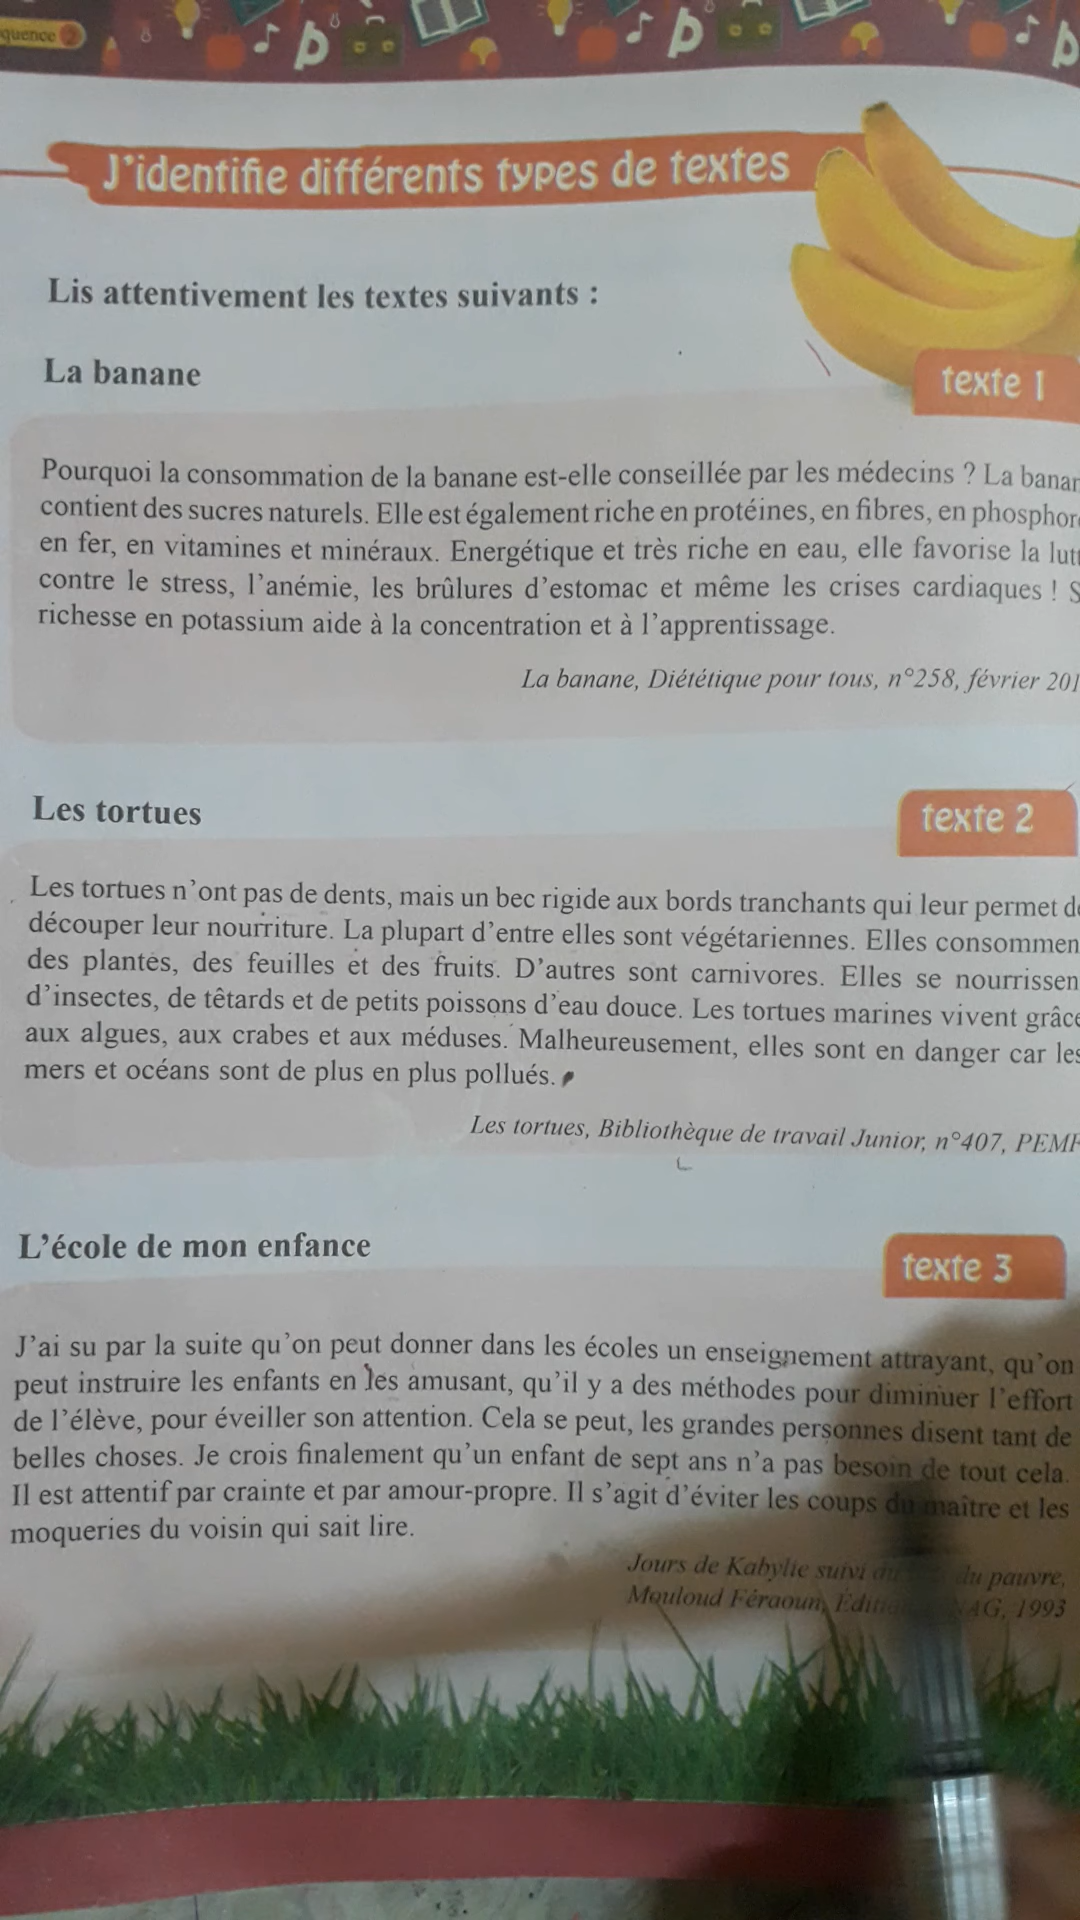 J'identifie différents types de textes
Lis attentivement les textes suivants :
La banane
texte 1
Pourquoi la consommation de la banane est-elle conseillée par les médecins ? La
contient des sucres naturels. Elle est également riche en protéines, en fibres, en
en fer, en vitamines et minéraux. Energétique et très riche en eau, elle favorise la
contre le stress, l'anémie, les brûlures d'estomac et même les crises cardiaques !
richesse en potassium aide à la concentration et à l'apprentissage.
La banane, Diététique pour tous, n°258, février
Les tortues
texte 2
Les tortues n'ont pas de dents, mais un bec rigide aux bords tranchants qui leur permet
découper leur nourriture. La plupart d'entre elles sont végétariennes. Elles consommen
des plantes, des feuilles et des fruits. D'autres sont carnivores. Elles se nourrissen
d'insectes, de têtards et de petits poissons d'eau douce. Les tortues marines vivent grâce
aux algues, aux crabes et aux méduses. Malheureusement, elles sont en danger car les
mers et océans sont de plus en plus pollués.
Les tortues, Bibliothèque de travail Junior, n°407,
L'école de mon enfance
texte 3
J'ai su par la suite qu'on peut donner dans les écoles un enseignement attrayant, qu'on
peut instruire les enfants en les amusant, qu'il y a des méthodes pour diminuer l'effort
de l'élève, pour éveiller son attention. Cela se peut, les grandes personnes disent tant de
belles choses. Je crois finalement qu'un enfant de sept ans n'a pas besoin de tout cela.
Il est attentif par crainte et par amour-propre. Il s'agit d'éviter les coups du maître et les
moqueries du voisin qui sait lire.
Jours de Kabylie suivi du pauvre,
Mouloud Féraoun, 1993